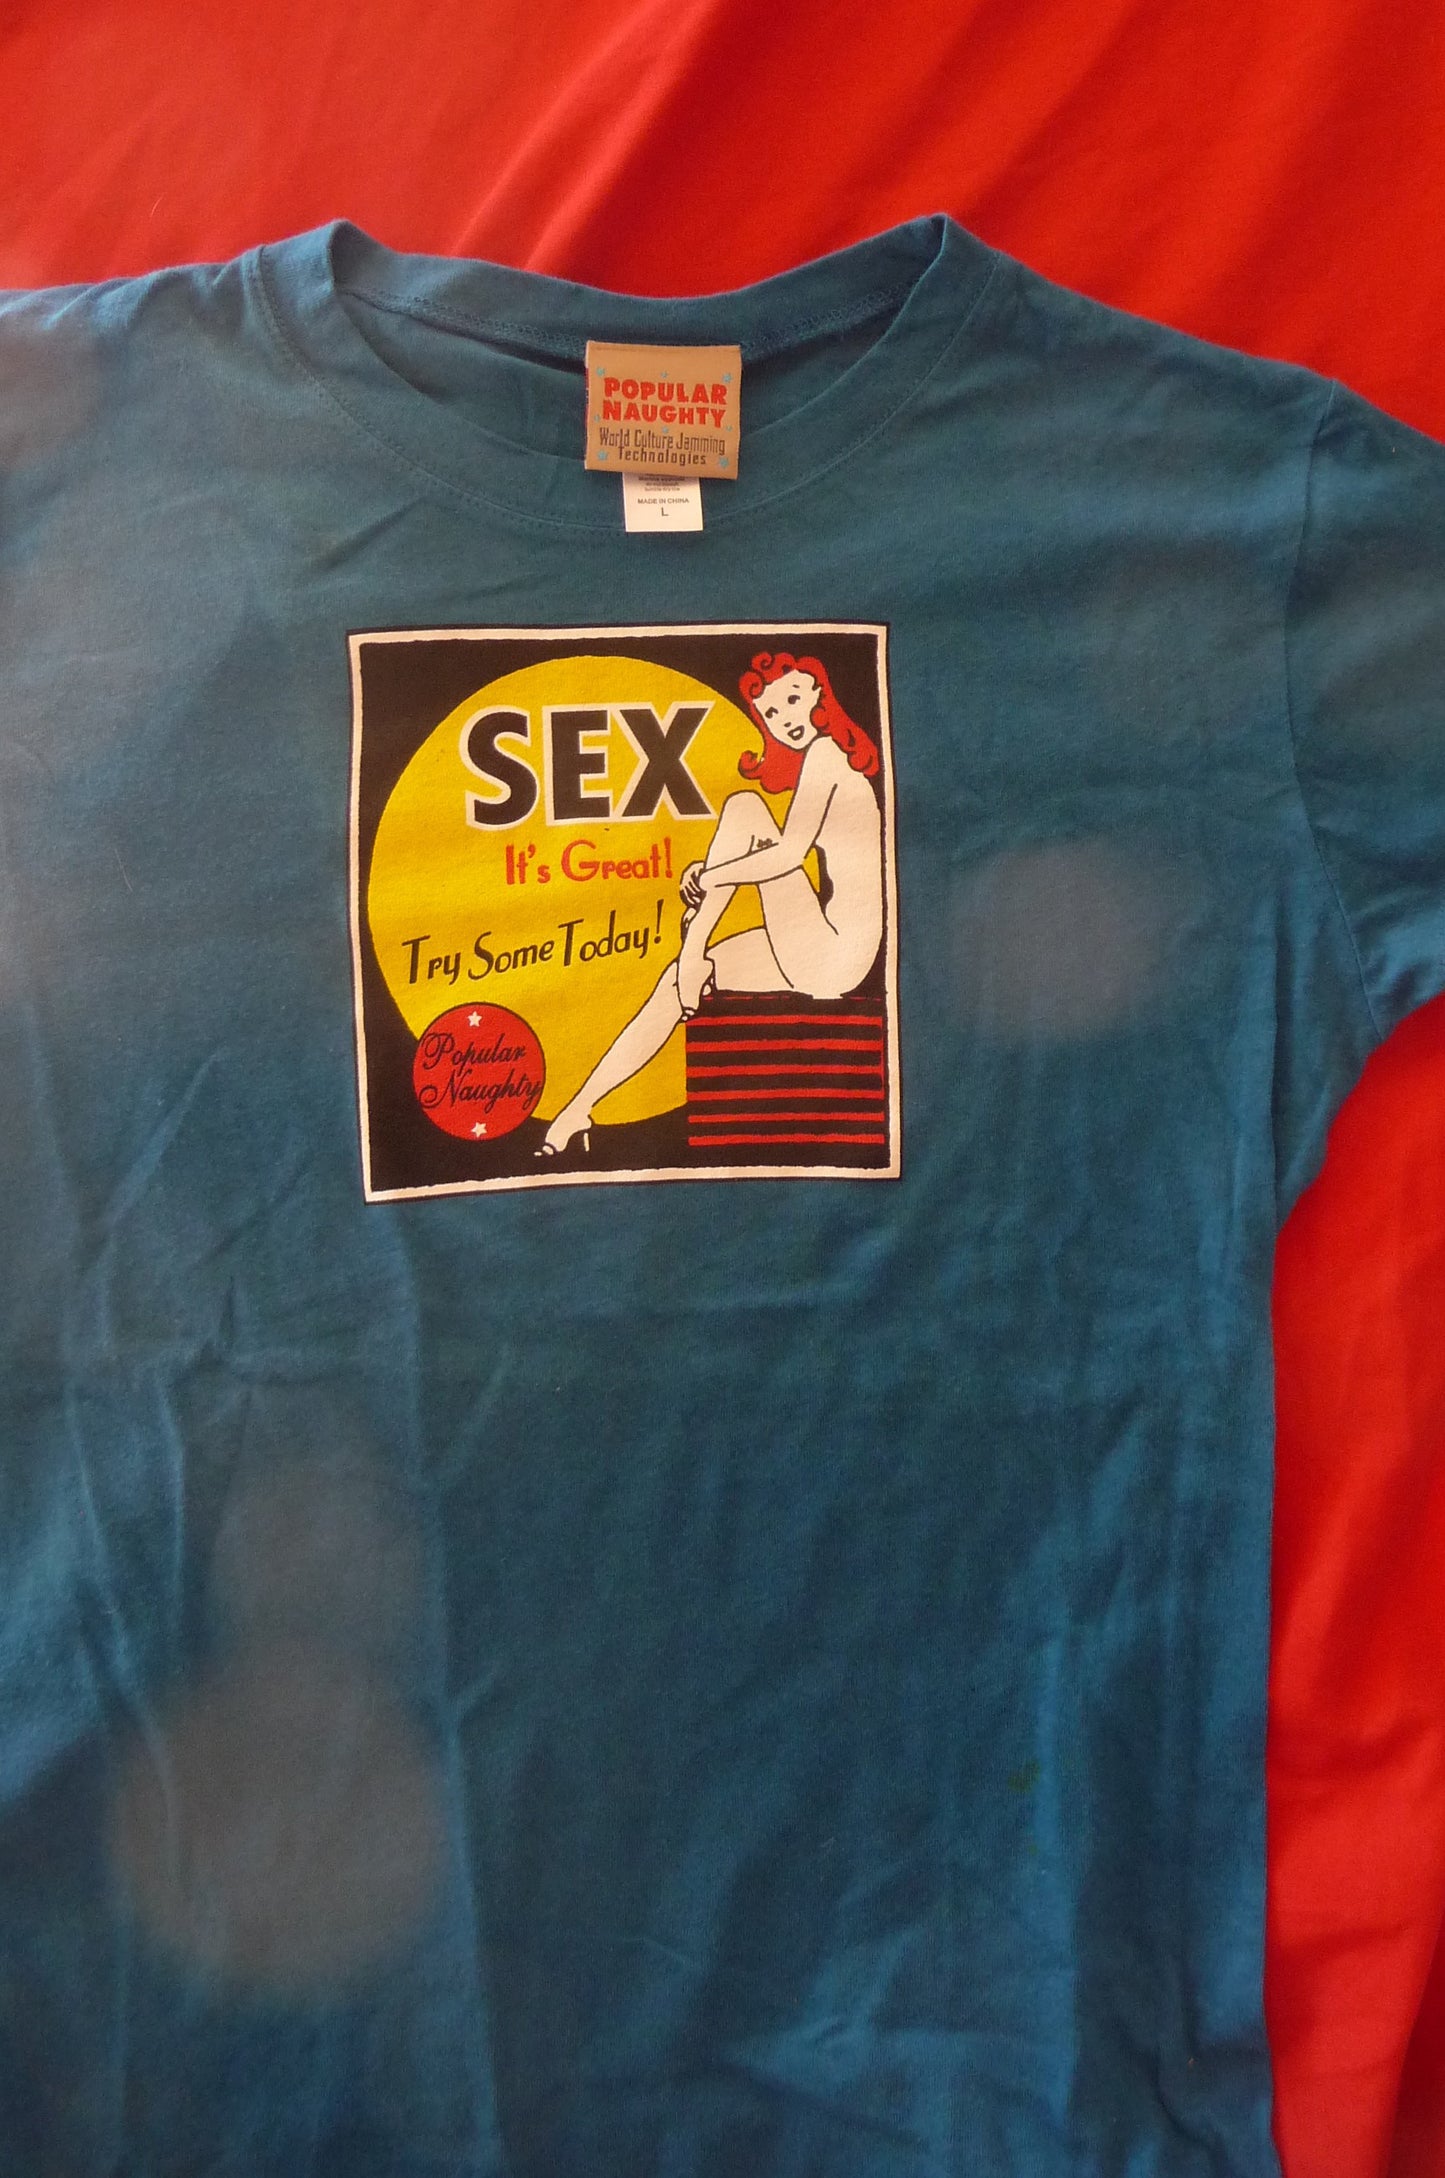 POPULAR
NAUGHTY
World Culture Jamming
Technologies
MADE IN CHINA
L
SEX
It's Great!
Try Some Today!
Popular
Naughty